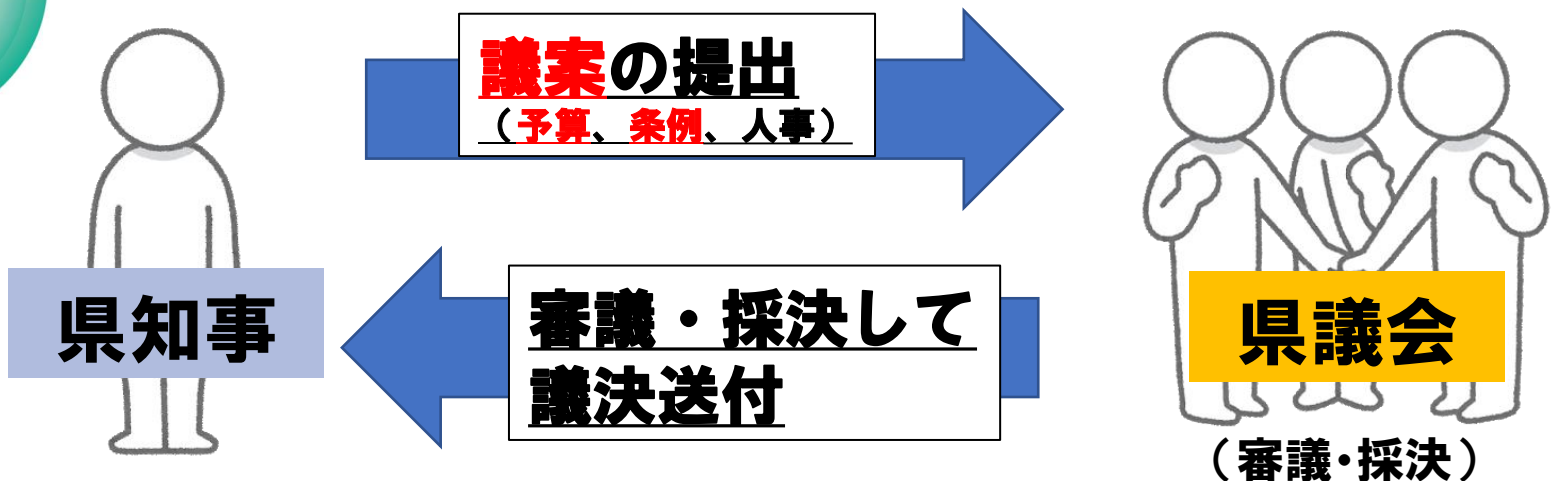 議案の提出
（予算、条例、人事）
県知事
審議・採決して
議決送付
県議会
（審議・採決）